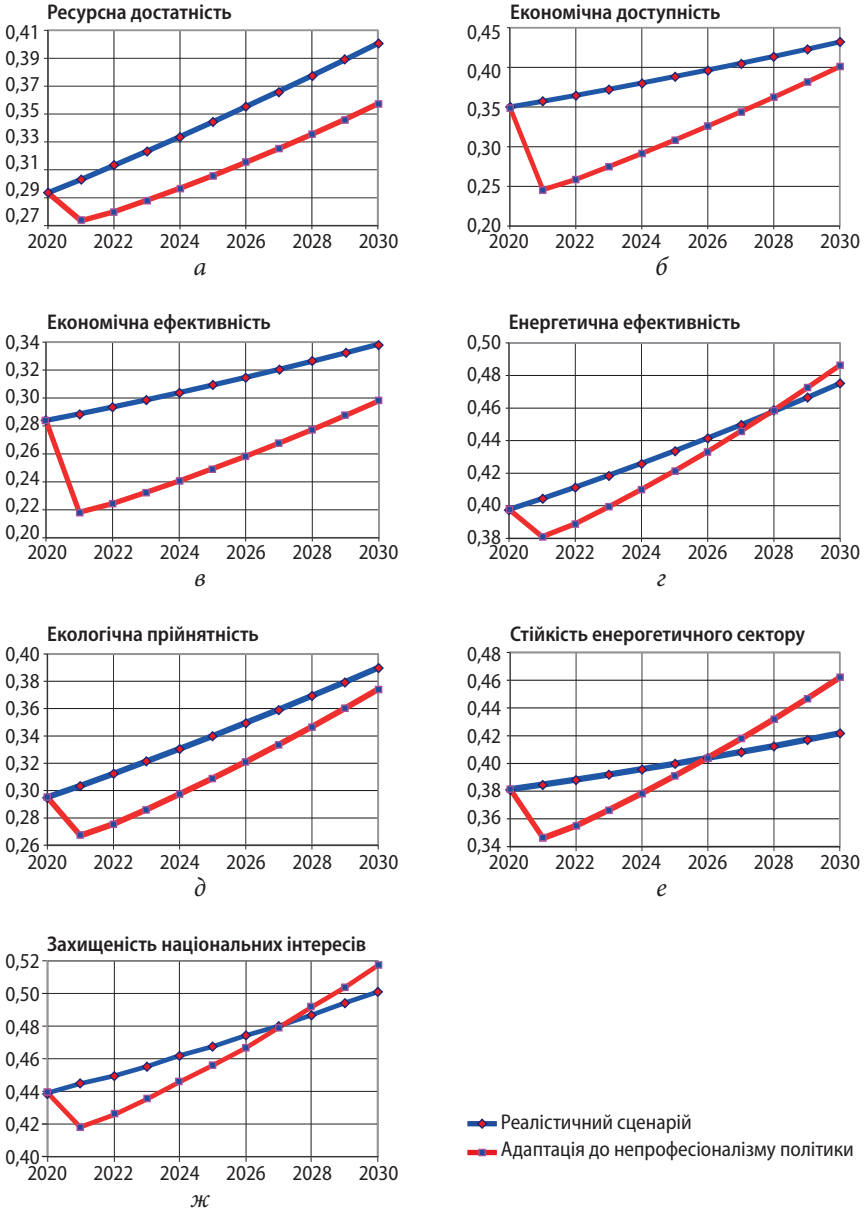 Ресурсна достатність
0,41
0,39
0,37
0,35
0,33
0,31
0,29
0,27
2020 2022 2024 2026 2028 2030
а
Економічна доступність
0,45
0,40
0,35
0,30
0,25
0,20
2020 2022 2024 2026 2028 2030
б
Економічна ефективність
0,34
0,32
0,30
0,28
0,26
0,24
0,22
0,20
2020 2022 2024 2026 2028 2030
в
Енергетична ефективність
0,50
0,48
0,46
0,44
0,42
0,40
0,38
2020 2022 2024 2026 2028 2030
г
Екологічна прійнятність
0,40
0,38
0,36
0,34
0,32
0,30
0,28
0,26
2020 2022 2024 2026 2028 2030
д
Стійкість енерогетичного сектору
0,48
0,46
0,44
0,42
0,40
0,38
0,36
0,34
2020 2022 2024 2026 2028 2030
е
Захищеність національних інтересів
0,52
0,50
0,48
0,46
0,44
0,42
0,40
2020 2022 2024 2026 2028 2030
ж
Реалістичний сценарій
Адаптація до непрофесіоналізму політики